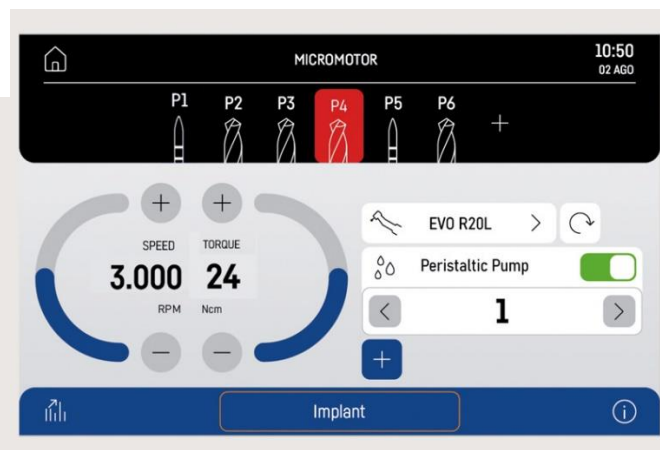 MICROMOTOR
10:50
02 AGO
P1 P2 P3 P4 P5 P6
SPEED TORQUE
3.000 24
RPM Ncm
EVO R20L
Peristaltic Pump
1
Implant